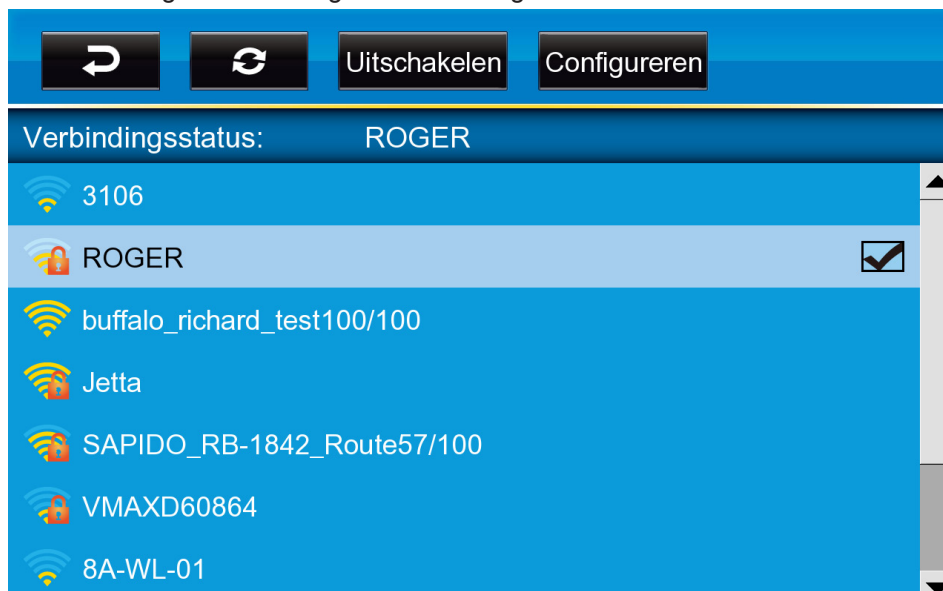 Uitschakelen Configureren
Verbindingsstatus: ROGER
3106
ROGER
buffalo_richard_test100/100
Jetta
SAPIDO_RB-1842_Route57/100
VMAXD60864
8A-WL-01